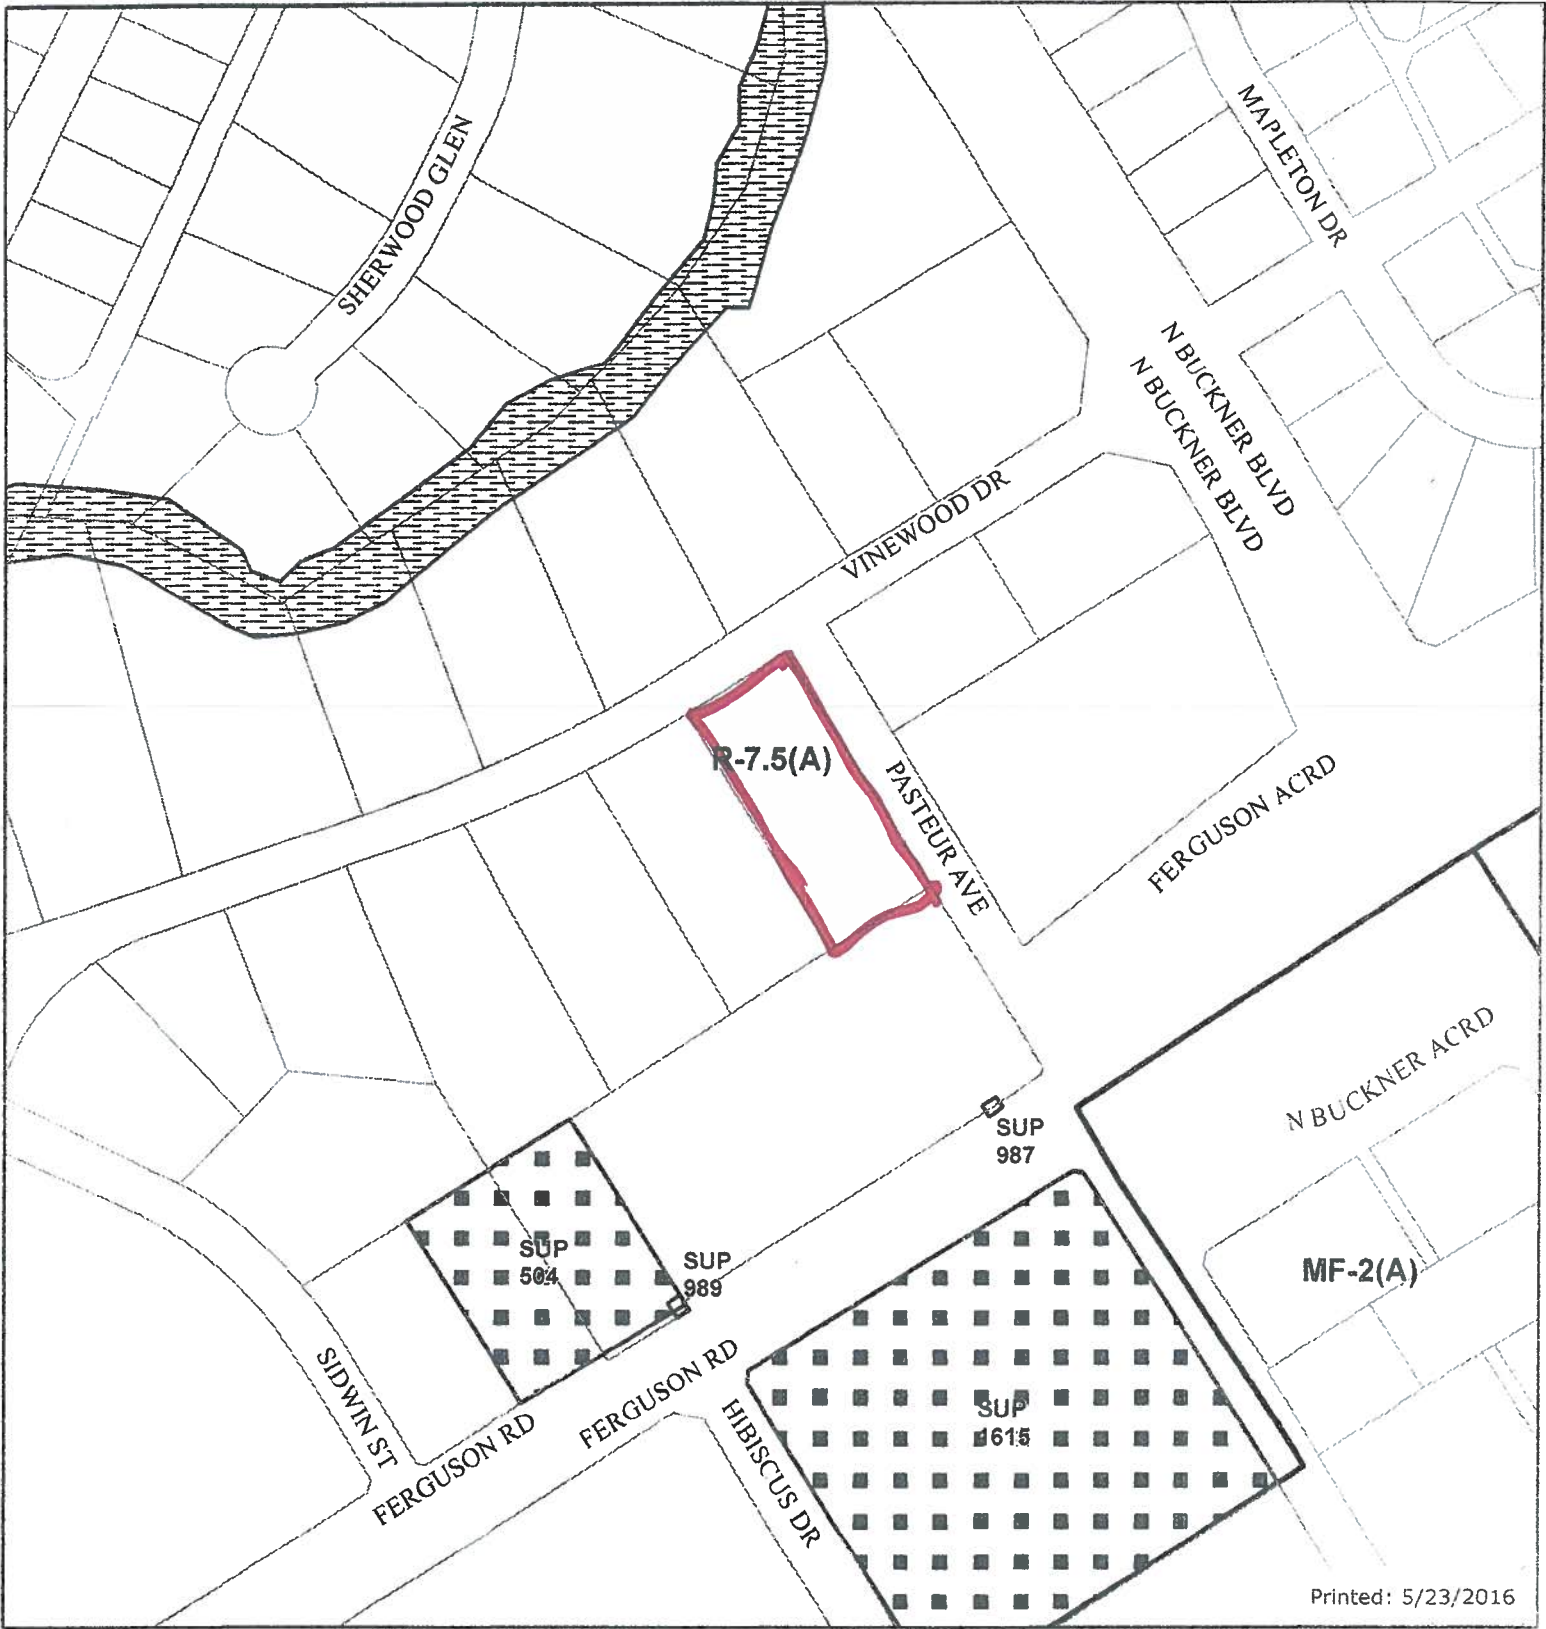 SHERWOOD GLEN
MAPLETON DR
N BUCKNER BLVD
N BUCKNER BLVD
VINEWOOD DR
R-7.5(A)
PASTEUR AVE
FERGUSON ACRD
N BUCKNER ACRD
SUP
987
MF-2(A)
SUP
504
SUP
989
SIDWIN ST
FERGUSON RD
FERGUSON RD
HIBISCUS DR
SUP
1615
Printed: 5/23/2016